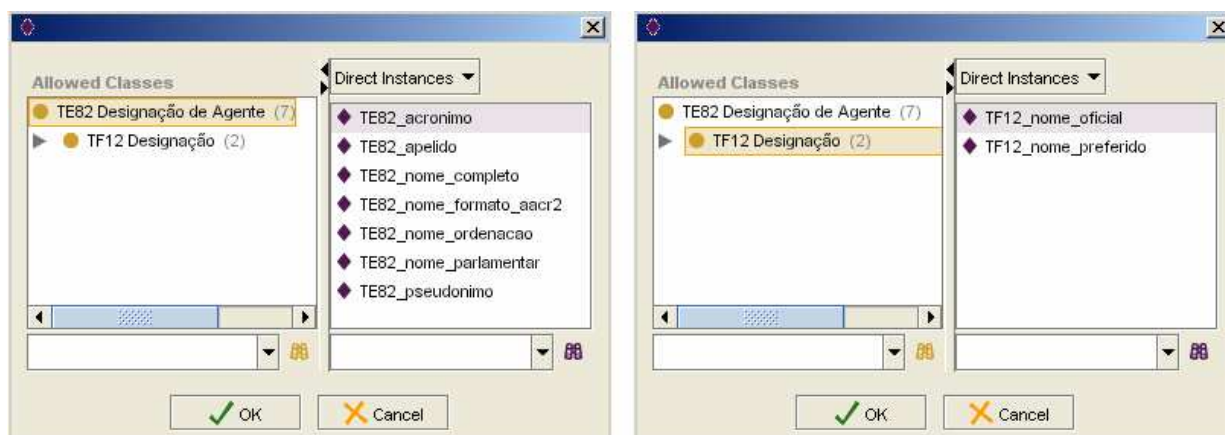 Allowed Classes
TE82 Designação de Agente (7)
TF12 Designação (2)
Direct Instances
TE82_acronimo
TE82_apelido
TE82_nome_completo
TE82_nome_formato_aacr2
TE82_nome_ordenacao
TE82_nome_parlamentar
TE82_pseudonimo
OK
Cancel
Allowed Classes
TE82 Designação de Agente (7)
TF12 Designação (2)
Direct Instances
TF12_nome_oficial
TF12_nome_preferido
OK
Cancel